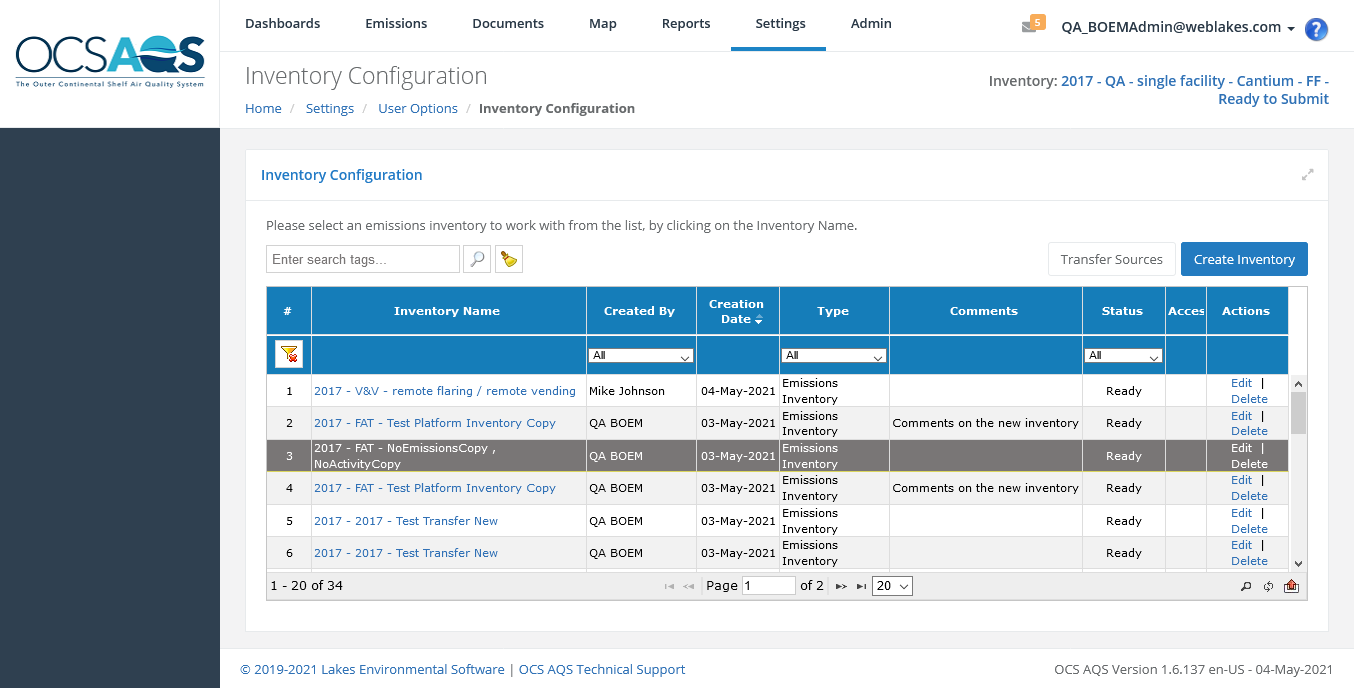 OCSAQS
The Outer Continental Shelf Air Quality System
Dashboards Emissions Documents Map Reports Settings Admin 5 QA_BOEMAdmin@weblakes.com ?
Inventory Configuration
Inventory: 2017 - QA - single facility - Cantium - FF -
Ready to Submit
Home / Settings / User Options / Inventory Configuration
Inventory Configuration
Please select an emissions inventory to work with from the list, by clicking on the Inventory Name.
Enter search tags... Transfer Sources Create Inventory
# Inventory Name Created By Creation Date Type Comments Status Acces Actions
All All All
1 2017 - V&V - remote flaring / remote vending Mike Johnson 04-May-2021 Emissions Inventory Ready Edit | Delete
2 2017 - FAT - Test Platform Inventory Copy QA BOEM 03-May-2021 Emissions Inventory Comments on the new inventory Ready Edit | Delete
3 2017 - FAT - NoEmissionsCopy , NoActivityCopy QA BOEM 03-May-2021 Emissions Inventory Ready Edit | Delete
4 2017 - FAT - Test Platform Inventory Copy QA BOEM 03-May-2021 Emissions Inventory Comments on the new inventory Ready Edit | Delete
5 2017 - 2017 - Test Transfer New QA BOEM 03-May-2021 Emissions Inventory Ready Edit | Delete
6 2017 - 2017 - Test Transfer New QA BOEM 03-May-2021 Emissions Inventory Ready Edit | Delete
1 - 20 of 34 Page 1 of 2 20
© 2019-2021 Lakes Environmental Software | OCS AQS Technical Support
OCS AQS Version 1.6.137 en-US - 04-May-2021